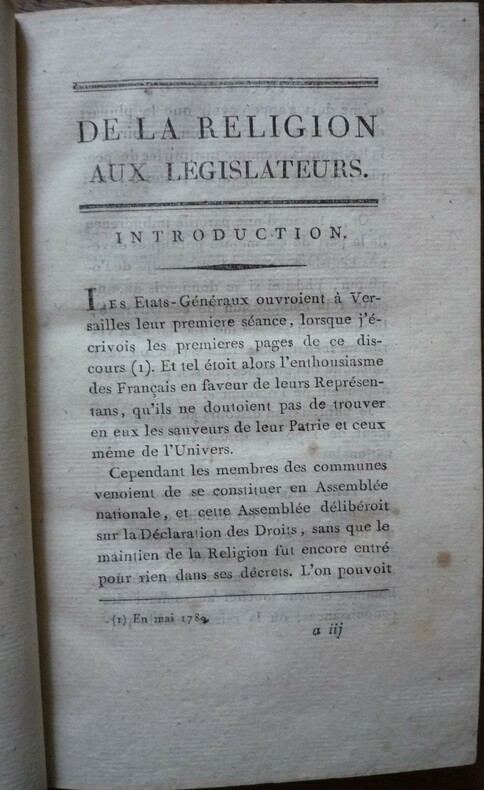 DE LA RELIGION
AUX LEGISLATEURS.
INTRODUCTION.
LES Etats-Généraux ouvroient à Ver-
sailles leur premiere séance, lorsque j'é-
crivois les premieres pages de ce dis-
cours (1). Et tel étoit alors l'enthousiasme
des Français en faveur de leurs Représen-
tans, qu'ils ne doutoient pas de trouver
en eux les sauveurs de leur Patrie et ceux
même de l'Univers.
Cependant les membres des communes
venoient de se constituer en Assemblée
nationale, et cette Assemblée délibéroit
sur la Déclaration des Droits, sans que le
maintien de la Religion fut encore entré
pour rien dans ses décrets. L'on pouvoit
(1) En mai 1789.
a iij